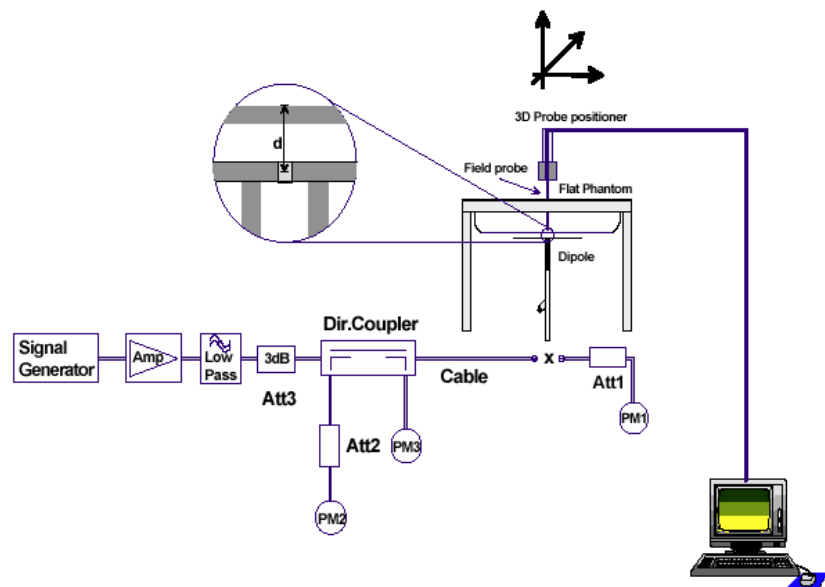 3D Probe positioner
d
Field probe
Flat Phantom
Dipole
Dir.Coupler
Signal
Generator
Amp
Low
Pass
3dB
Cable
x
Att1
Att3
PM1
Att2
PM3
PM2